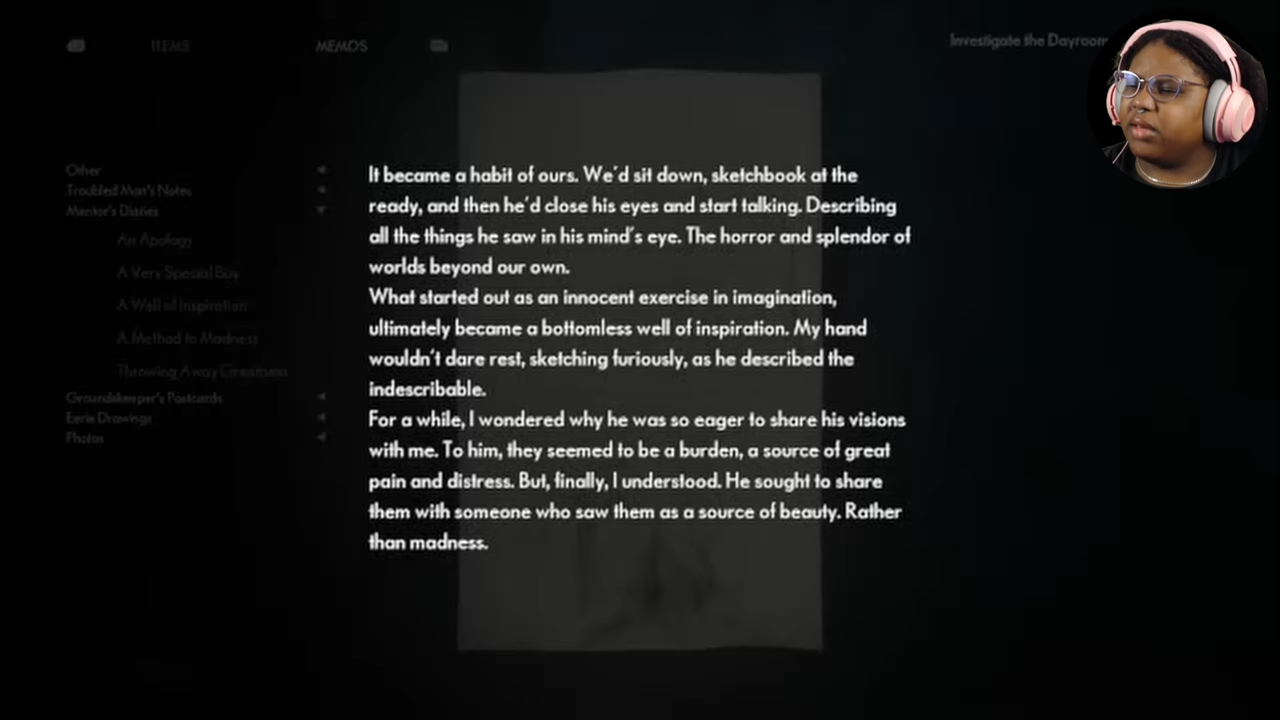 ITEMS
MEMOS
Investigate the Dayroom
Other
Troubled Man's Notes
Mentor's Diaries
An Apology
A Very Special Boy
A Well of Inspiration
A Method to Madness
Throwing Away Greatness
Groundskeeper's Postcards
Eerie Drawings
Photos
It became a habit of ours. We'd sit down, sketchbook at the
ready, and then he'd close his eyes and start talking. Describing
all the things he saw in his mind's eye. The horror and splendor of
worlds beyond our own.
What started out as an innocent exercise in imagination,
ultimately became a bottomless well of inspiration. My hand
wouldn't dare rest, sketching furiously, as he described the
indescribable.
For a while, I wondered why he was so eager to share his visions
with me. To him, they seemed to be a burden, a source of great
pain and distress. But, finally, I understood. He sought to share
them with someone who saw them as a source of beauty. Rather
than madness.